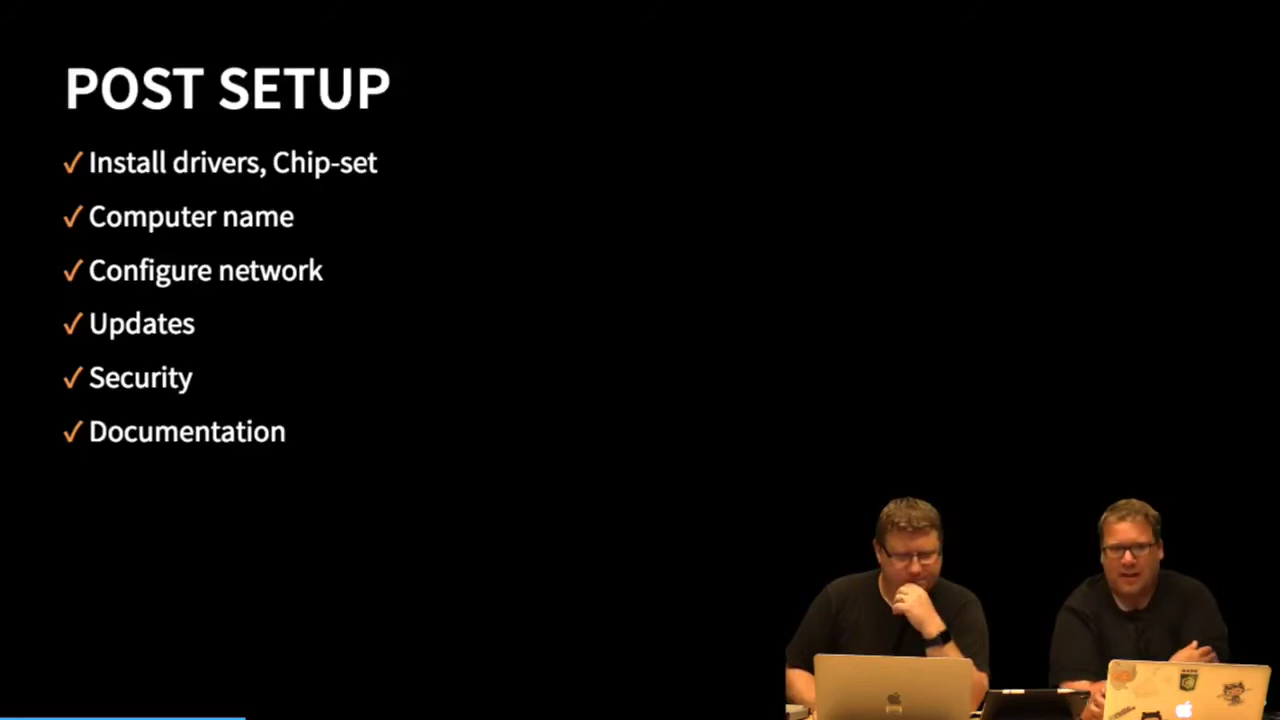 POST SETUP
✓ Install drivers, Chip-set
✓ Computer name
✓ Configure network
✓ Updates
✓ Security
✓ Documentation